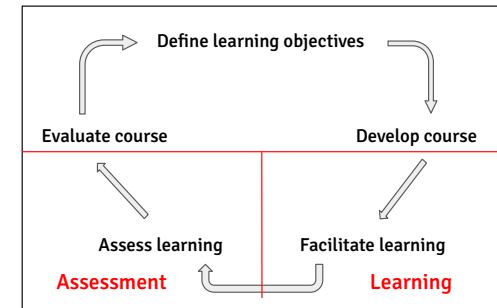 Define learning objectives
Evaluate course
Develop course
Assess learning
Facilitate learning
Assessment
Learning